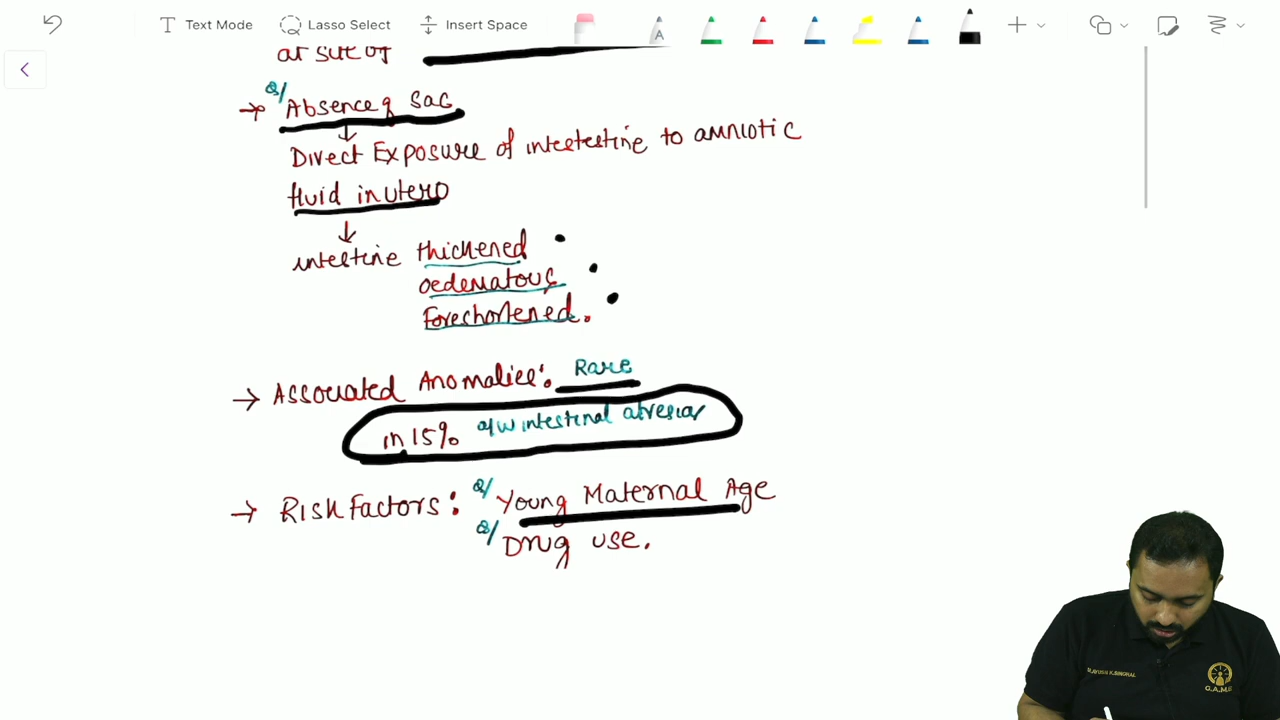 Text Mode Lasso Select Insert Space
at site of
Q/
→ Absence of Sac
↓
Direct Exposure of intestestine to amniotic
fluid in utero
↓
intestine thickened
oedematous
Foreshortened.
→ Associated Anomalies: Rare
in 15% a/w intestinal atresia
→ Risk Factors: Q/ Young Maternal Age
Q/ Drug use.
G.A.M.S